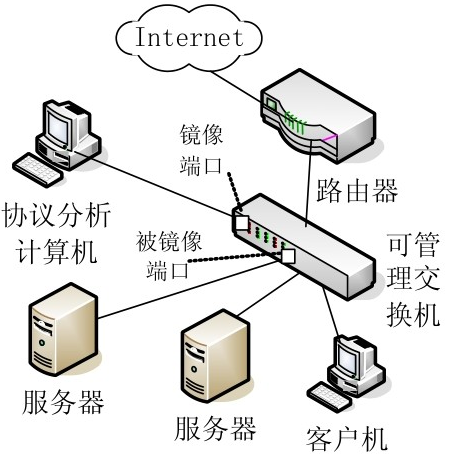 Internet
镜像
端口
路由器
协议分析
计算机
被镜像
端口
可管
理交
换机
服务器
服务器
客户机